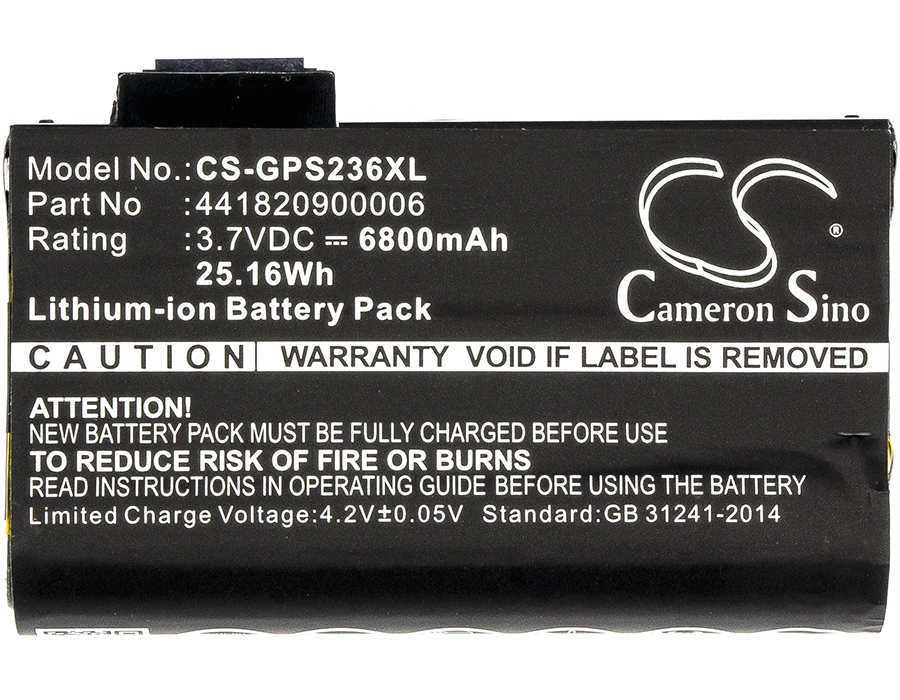 Model No.: CS-GPS236XL
Part No : 441820900006
Rating : 3.7VDC ⎓ 6800mAh
25.16Wh
Lithium-ion Battery Pack
CS ®
Cameron Sino
CAUTION WARRANTY VOID IF LABEL IS REMOVED
ATTENTION!
NEW BATTERY PACK MUST BE FULLY CHARGED BEFORE USE
TO REDUCE RISK OF FIRE OR BURNS
READ INSTRUCTIONS IN OPERATING GUIDE BEFORE USING THE BATTERY
Limited Charge Voltage:4.2V±0.05V Standard:GB 31241-2014